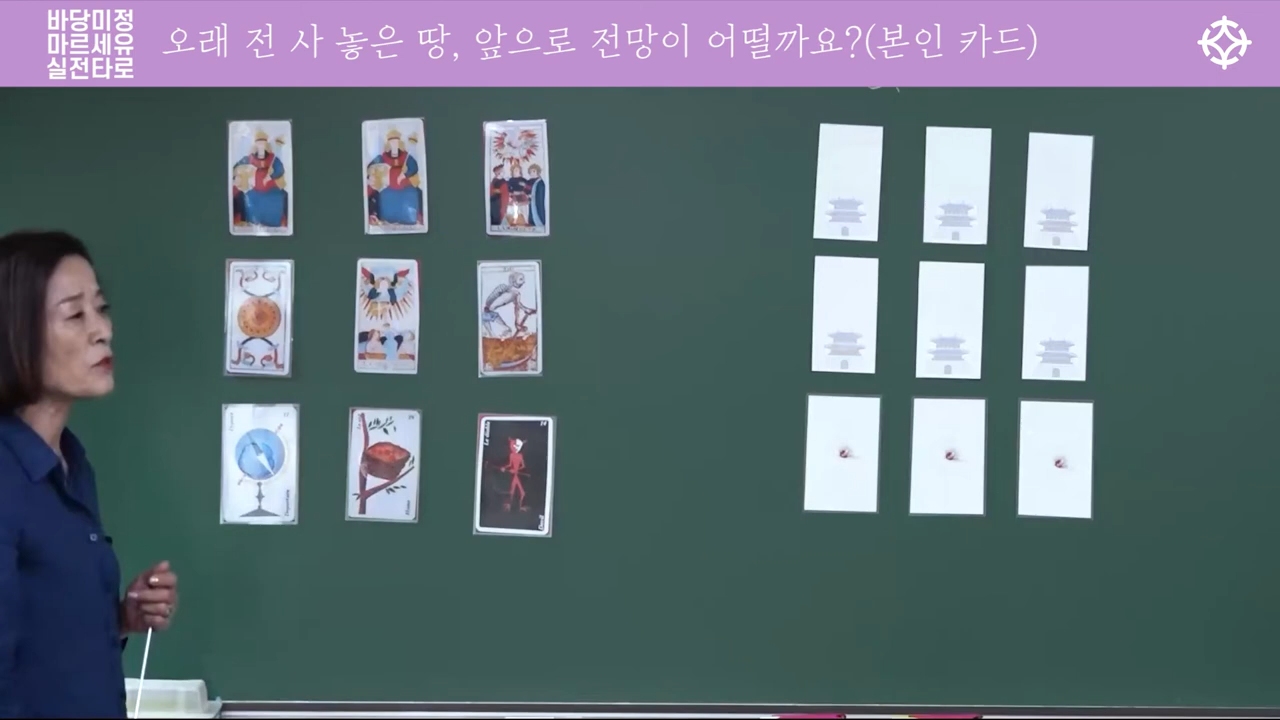 바당미정
마르세유
실전타로
오래 전 사 놓은 땅, 앞으로 전망이 어떨까요?(본인 카드)